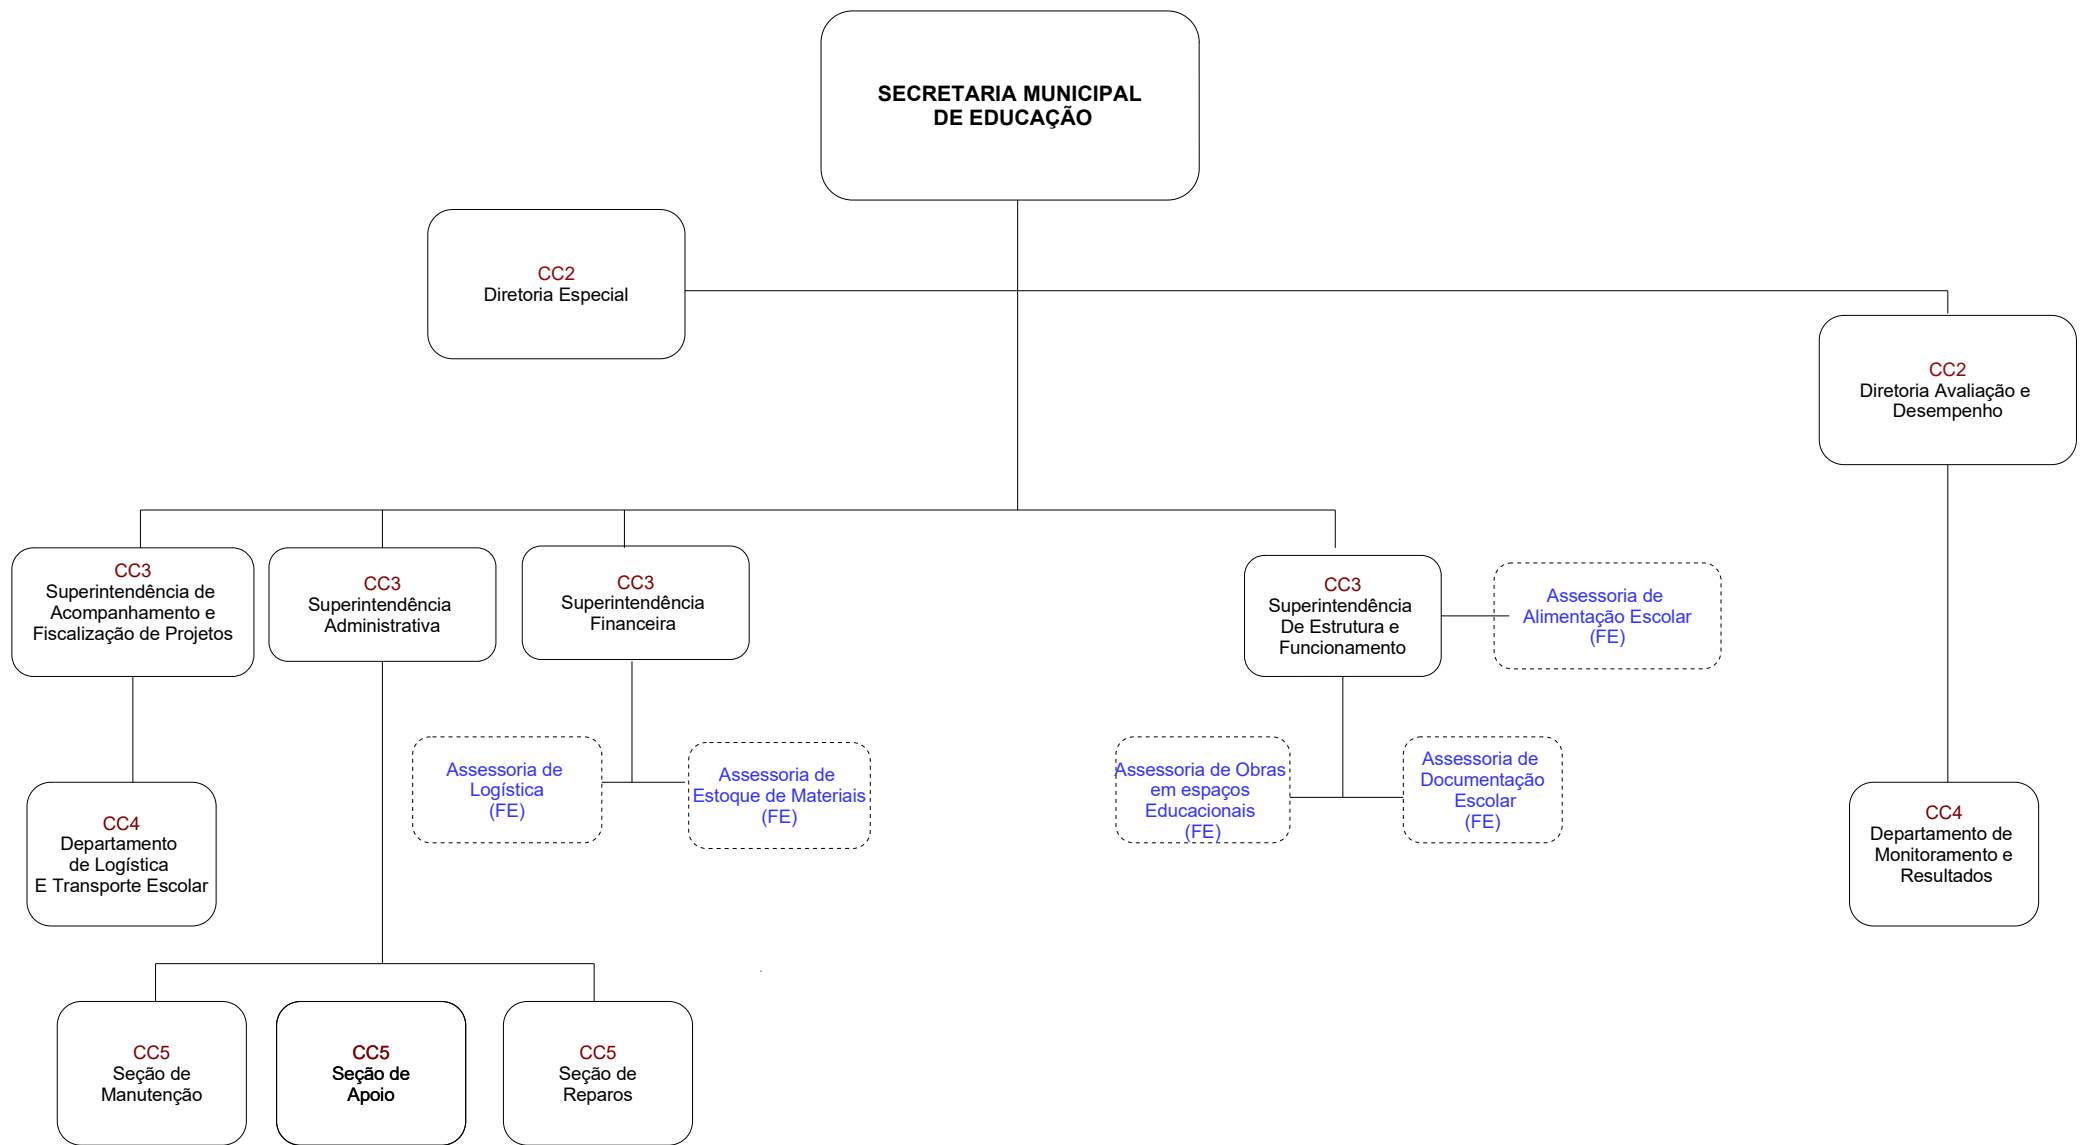 SECRETARIA MUNICIPAL
DE EDUCAÇÃO
CC2
Diretoria Especial
CC2
Diretoria Avaliação e
Desempenho
CC3
Superintendência de
Acompanhamento e
Fiscalização de Projetos
CC3
Superintendência
Administrativa
CC3
Superintendência
Financeira
CC3
Superintendência
De Estrutura e
Funcionamento
Assessoria de
Alimentação Escolar
(FE)
Assessoria de
Logística
(FE)
Assessoria de
Estoque de Materiais
(FE)
Assessoria de Obras
em espaços
Educacionais
(FE)
Assessoria de
Documentação
Escolar
(FE)
CC4
Departamento
de Logística
E Transporte Escolar
CC4
Departamento de
Monitoramento e
Resultados
CC5
Seção de
Manutenção
CC5
Seção de
Apoio
CC5
Seção de
Reparos